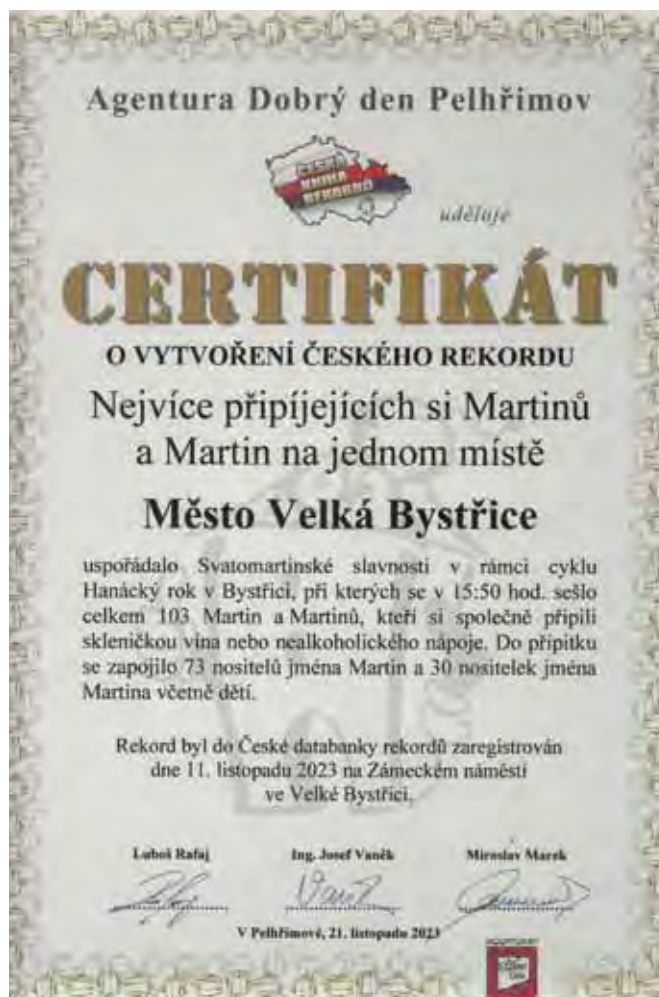 Agentura Dobrý den Pelhřimov
ČESKÁ
KNIHA
REKORDŮ
uděluje
CERTIFIKÁT
O VYTVOŘENÍ ČESKÉHO REKORDU
Nejvíce připíjejících si Martinů
a Martin na jednom místě
Město Velká Bystřice
uspořádalo Svatomartinské slavnosti v rámci cyklu
Hanácký rok v Bystřici, při kterých se v 15:50 hod. sešlo
celkem 103 Martin a Martinů, kteří si společně připili
skleničkou vína nebo nealkoholického nápoje. Do přípitku
se zapojilo 73 nositelů jména Martin a 30 nositelek jména
Martina včetně dětí.
Rekord byl do České databanky rekordů zaregistrován
dne 11. listopadu 2023 na Zámeckém náměstí
ve Velké Bystřici.
Luboš Rafaj Ing. Josef Vaněk Miroslav Marek
V Pelhřimově, 21. listopadu 2023